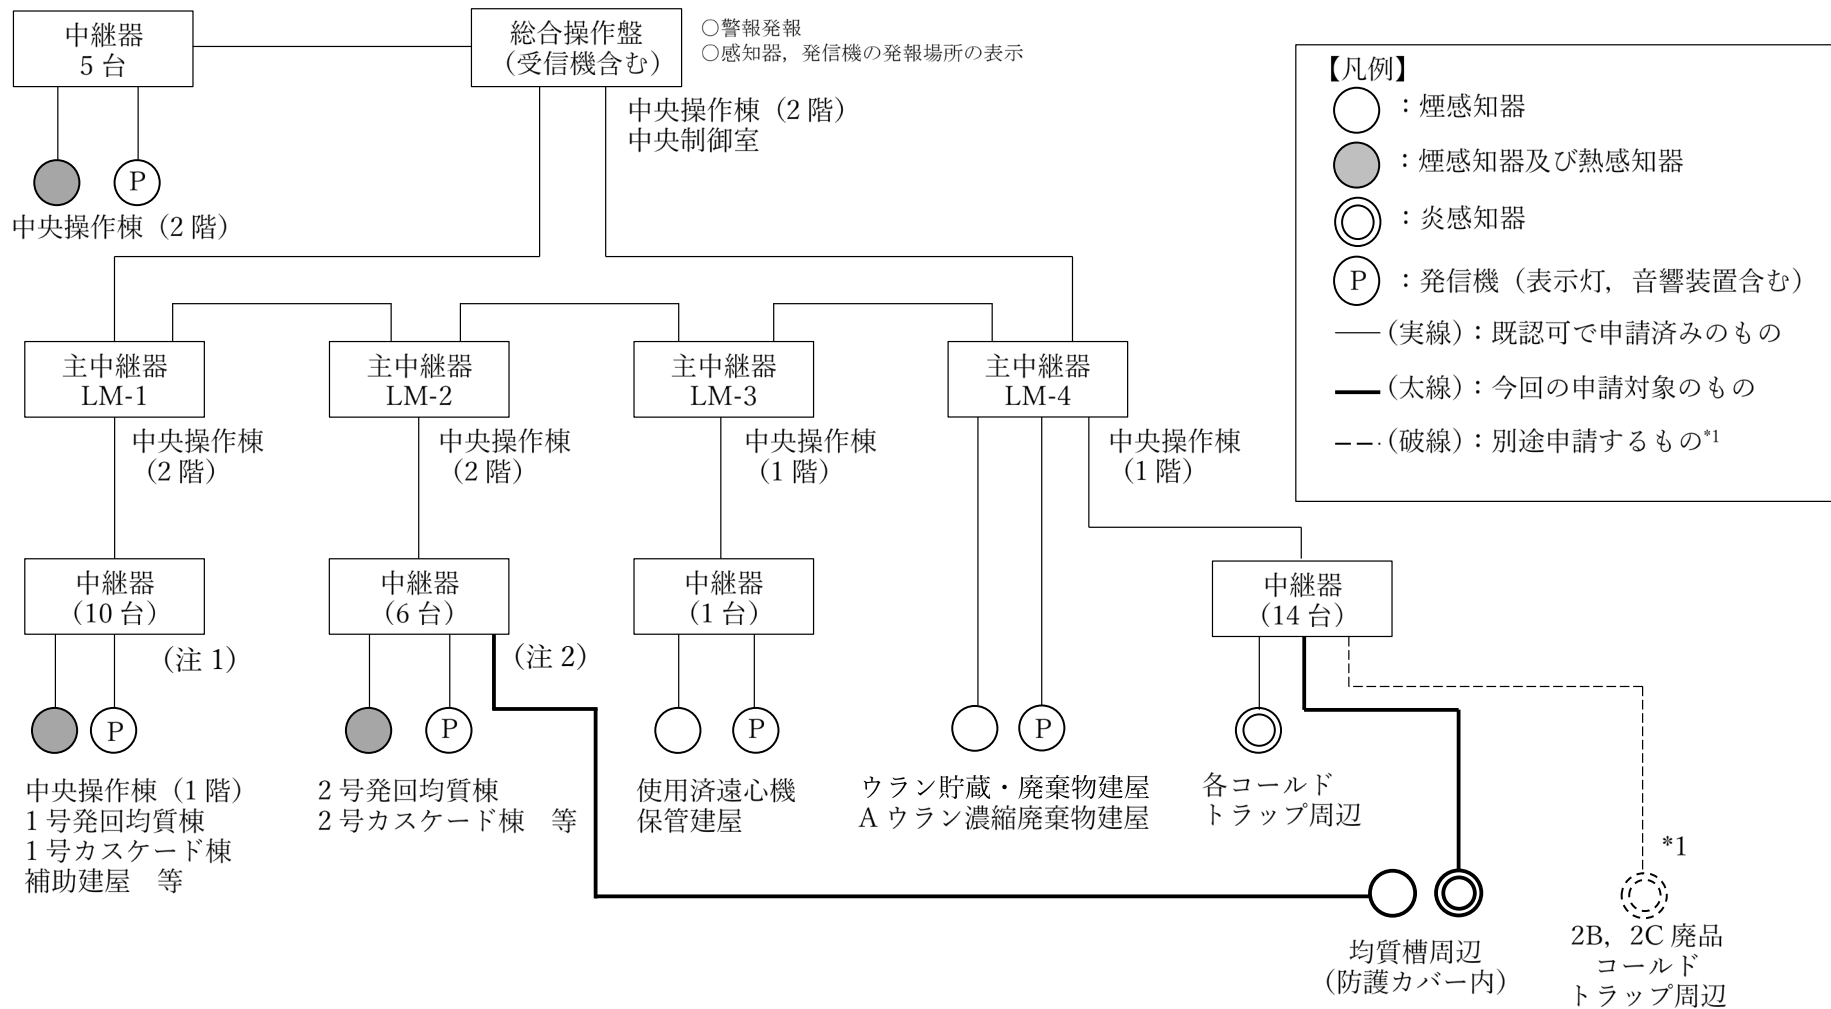 中継器
5 台
総合操作盤
（受信機含む）
○警報発報
○感知器，発信機の発報場所の表示
中央操作棟（2 階）
中央制御室
P
中央操作棟（2 階）
【凡例】
：煙感知器
：煙感知器及び熱感知器
：炎感知器
P
：発信機（表示灯，音響装置含む）
(実線)：既認可で申請済みのもの
(太線)：今回の申請対象のもの
(破線)：別途申請するもの*1
主中継器
LM-1
主中継器
LM-2
主中継器
LM-3
主中継器
LM-4
中央操作棟
（2 階）
中央操作棟
（2 階）
中央操作棟
（1 階）
中央操作棟
（1 階）
中継器
（10 台）
中継器
（6 台）
中継器
（1 台）
中継器
（14 台）
（注 1）
（注 2）
P
P
P
P
中央操作棟（1 階）
1 号発回均質棟
1 号カスケード棟
補助建屋　等
2 号発回均質棟
2 号カスケード棟　等
使用済遠心機
保管建屋
ウラン貯蔵・廃棄物建屋
A ウラン濃縮廃棄物建屋
各コールド
トラップ周辺
*1
均質槽周辺
（防護カバー内）
2B，2C 廃品
コールド
トラップ周辺